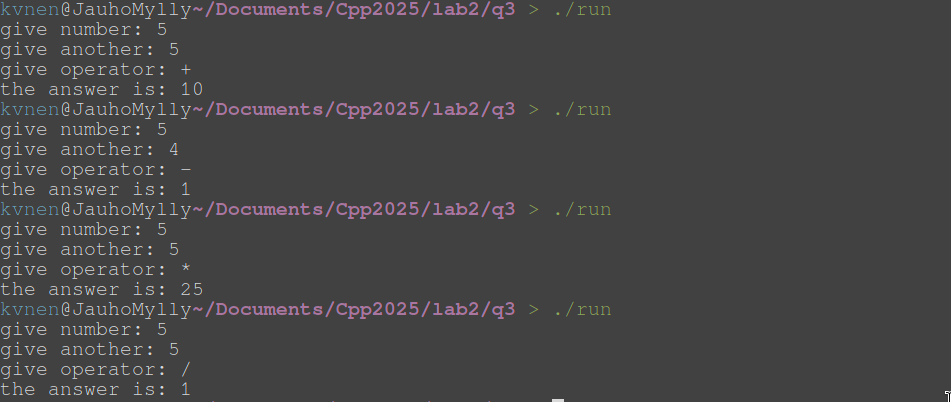 kvnen@JauhoMylly~/Documents/Cpp2025/lab2/q3 > ./run
give number: 5
give another: 5
give operator: +
the answer is: 10
kvnen@JauhoMylly~/Documents/Cpp2025/lab2/q3 > ./run
give number: 5
give another: 4
give operator: -
the answer is: 1
kvnen@JauhoMylly~/Documents/Cpp2025/lab2/q3 > ./run
give number: 5
give another: 5
give operator: *
the answer is: 25
kvnen@JauhoMylly~/Documents/Cpp2025/lab2/q3 > ./run
give number: 5
give another: 5
give operator: /
the answer is: 1